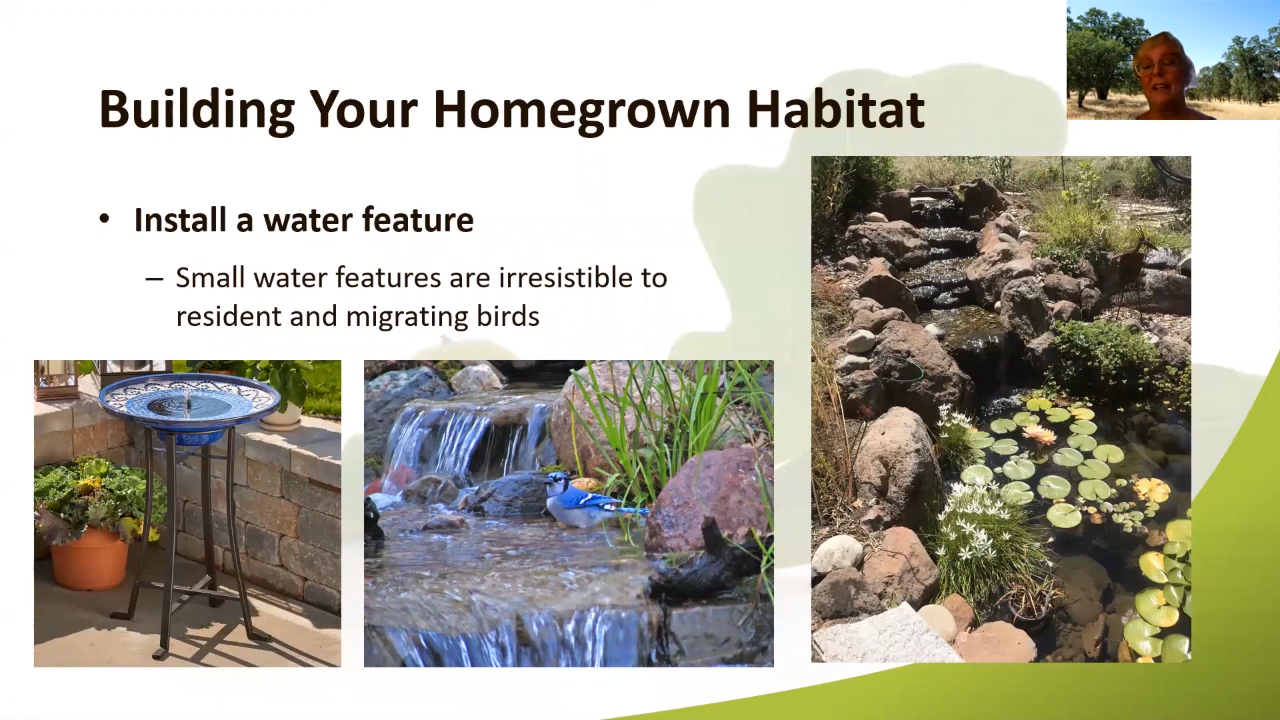 Building Your Homegrown Habitat
• Install a water feature
– Small water features are irresistible to
resident and migrating birds